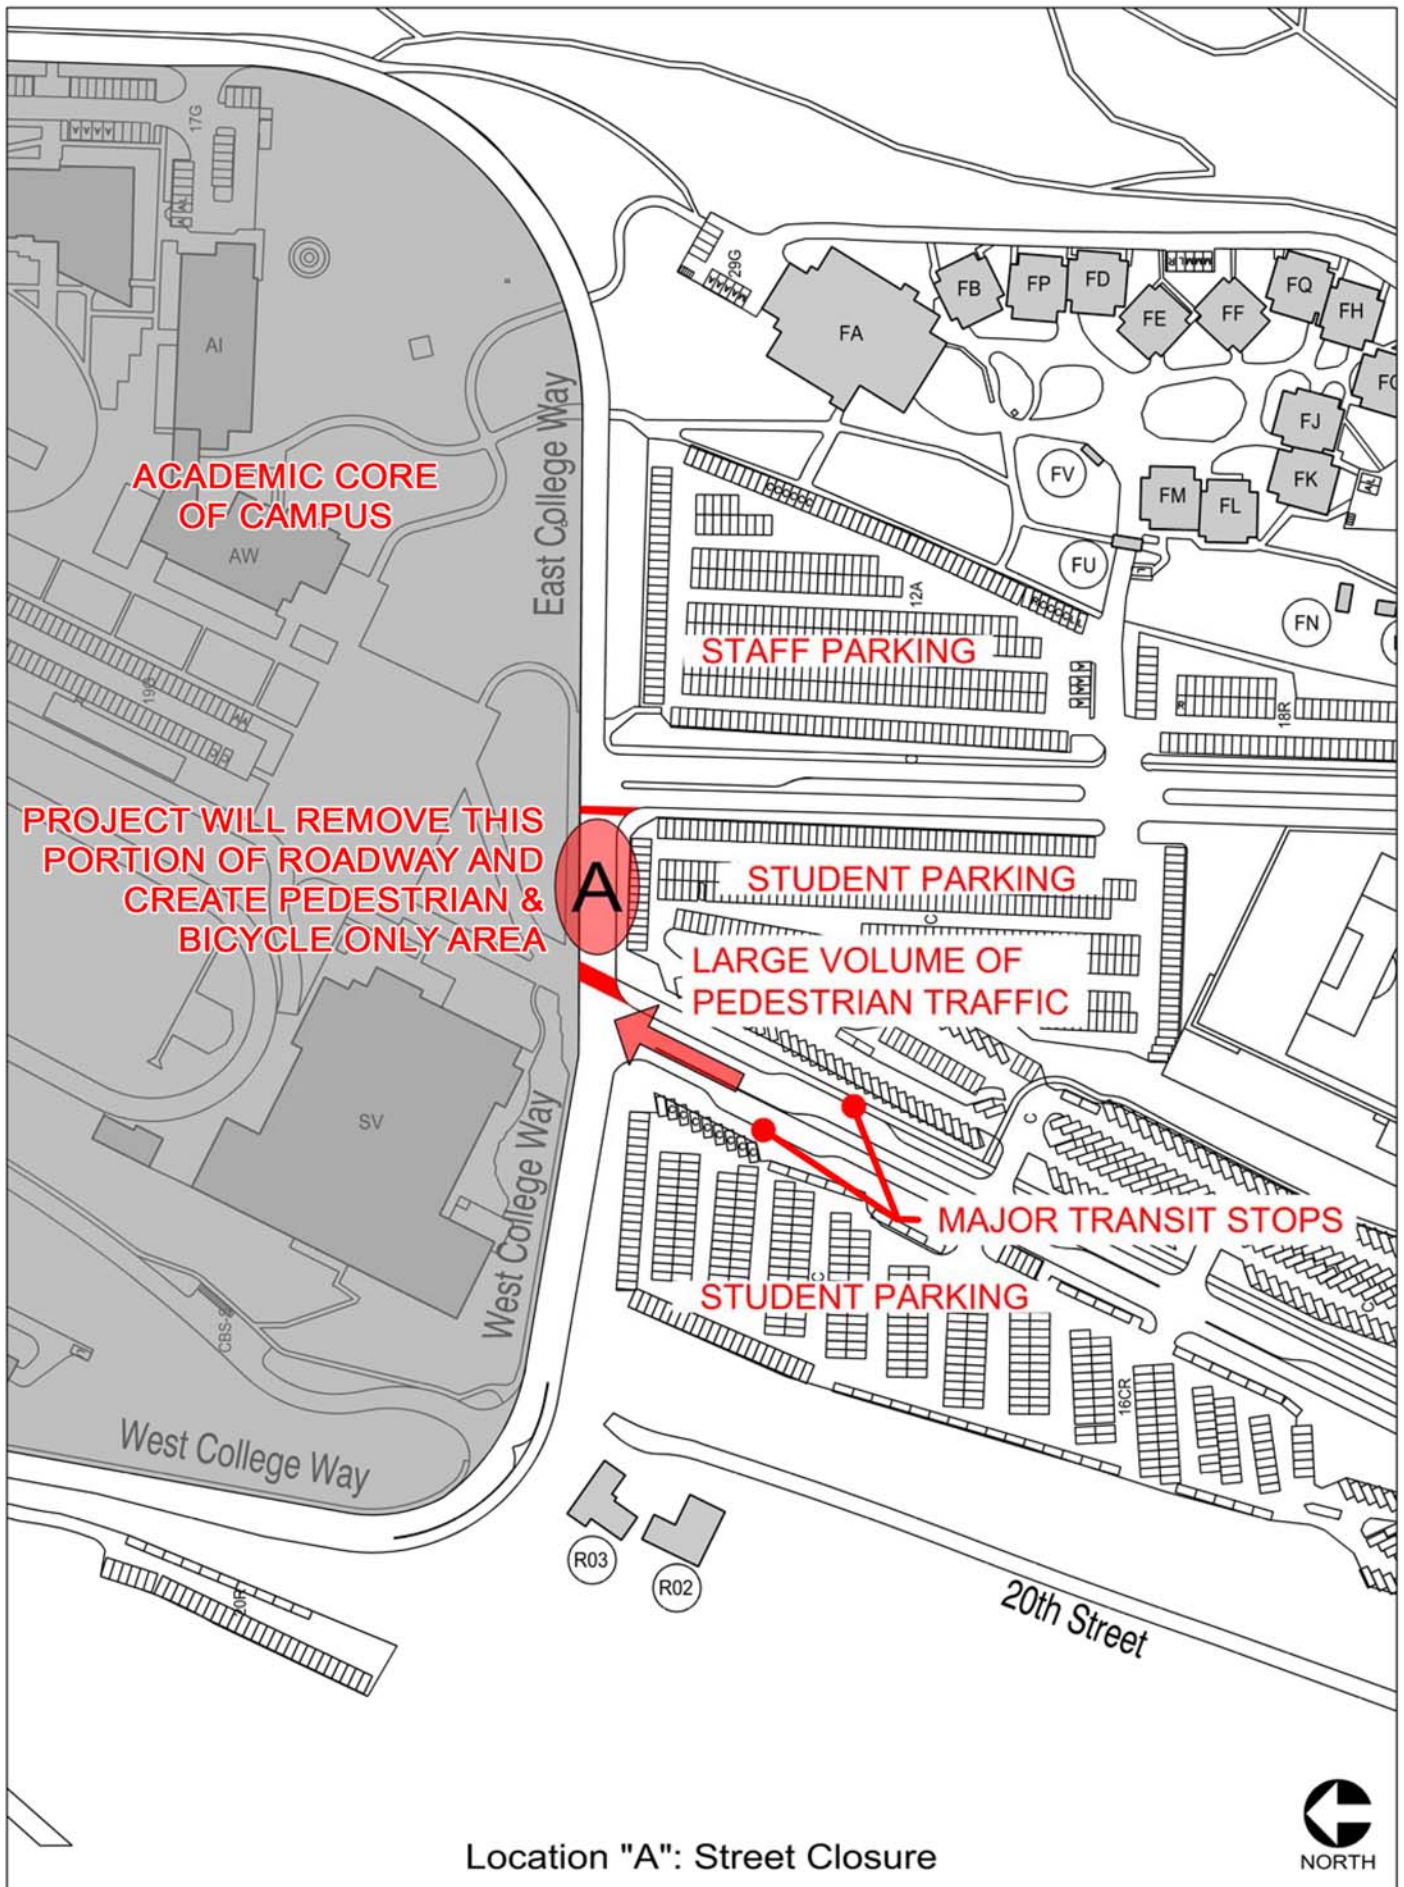 17G
29G
FB
FP
FD
FE
FF
FQ
FH
FA
AI
FJ
FK
FV
FM
FL
East College Way
ACADEMIC CORE
OF CAMPUS
AW
FU
12A
FN
STAFF PARKING
18R
PROJECT WILL REMOVE THIS
PORTION OF ROADWAY AND
CREATE PEDESTRIAN &
BICYCLE ONLY AREA
A
STUDENT PARKING
C
LARGE VOLUME OF
PEDESTRIAN TRAFFIC
SV
C
West College Way
MAJOR TRANSIT STOPS
STUDENT PARKING
C
C
16CR
West College Way
R03
R02
20R
20th Street
Location "A": Street Closure
NORTH